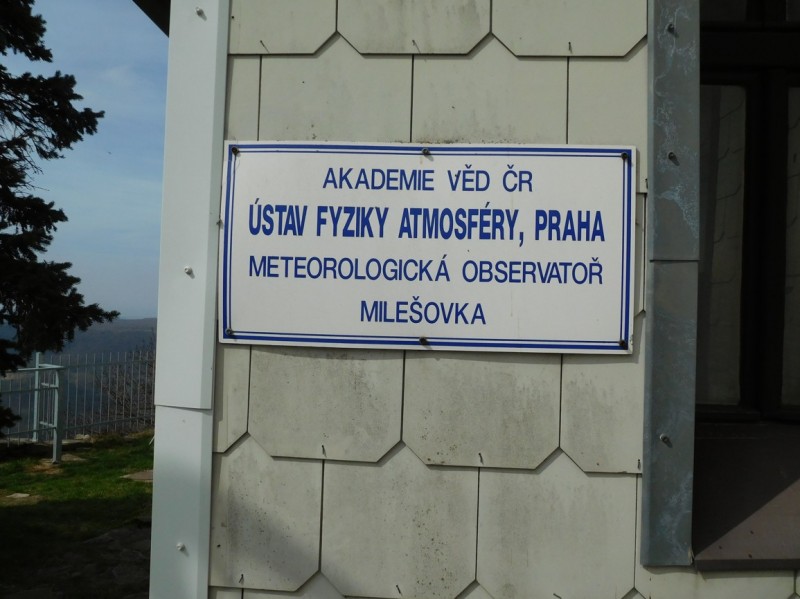 AKADEMIE VĚD ČR
ÚSTAV FYZIKY ATMOSFÉRY, PRAHA
METEOROLOGICKÁ OBSERVATOŘ
MILEŠOVKA